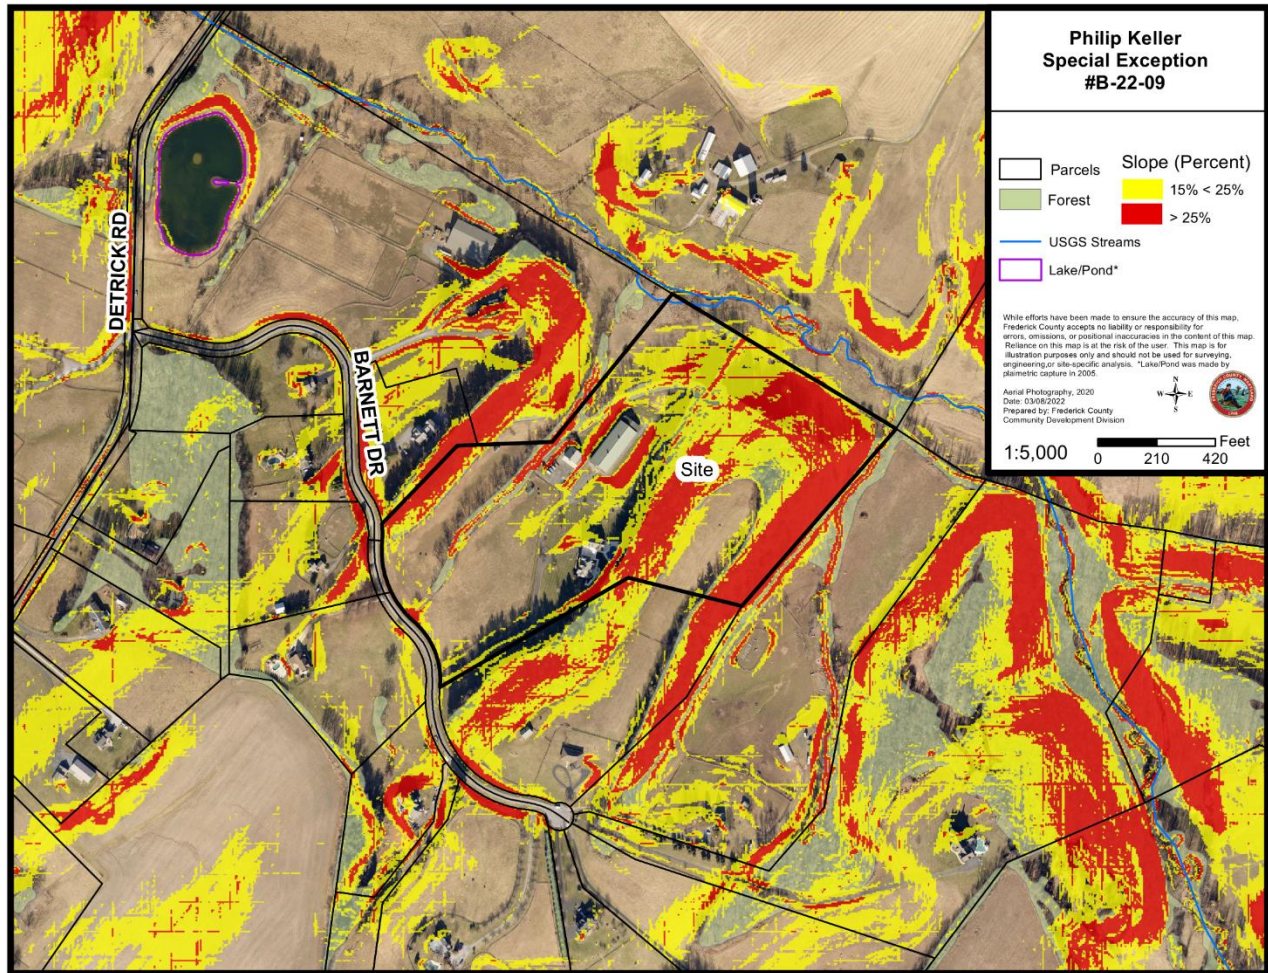 Philip Keller
Special Exception
#B-22-09
Parcels
Forest
USGS Streams
Lake/Pond*
Slope (Percent)
15% < 25%
> 25%
While efforts have been made to ensure the accuracy of this map,
Frederick County accepts no liability or responsibility for
errors, omissions, or positional inaccuracies in the content of this map.
Reliance on this map is at the risk of the user. This map is for
illustration purposes only and should not be used for surveying,
engineering,or site-specific analysis. *Lake/Pond was made by
plaimetric capture in 2005.
Aarial Photography, 2020
Date: 03/08/2022
Prepared by: Frederick County
Community Development Division
N
W E
S
1:5,000
Feet
0 210 420
DETRICK RD
BARNETT DR
Site